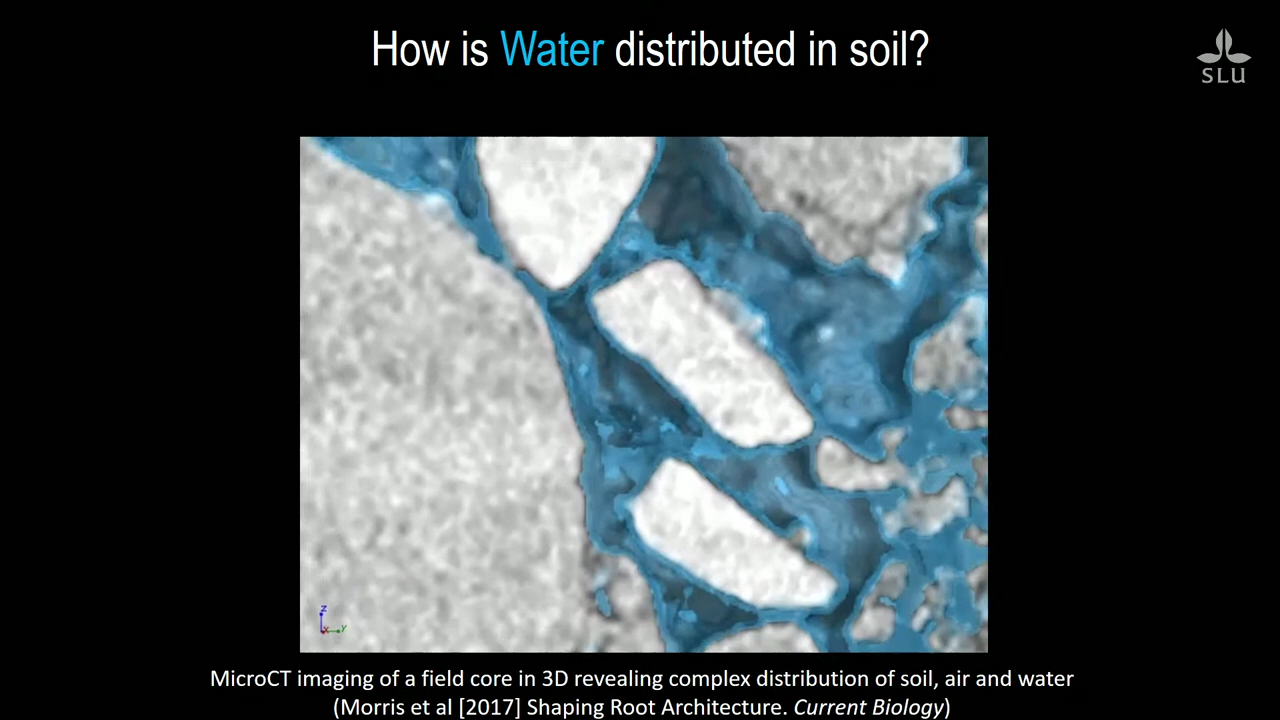 How is Water distributed in soil?
SLU
Z
X Y
MicroCT imaging of a field core in 3D revealing complex distribution of soil, air and water
(Morris et al [2017] Shaping Root Architecture. Current Biology)